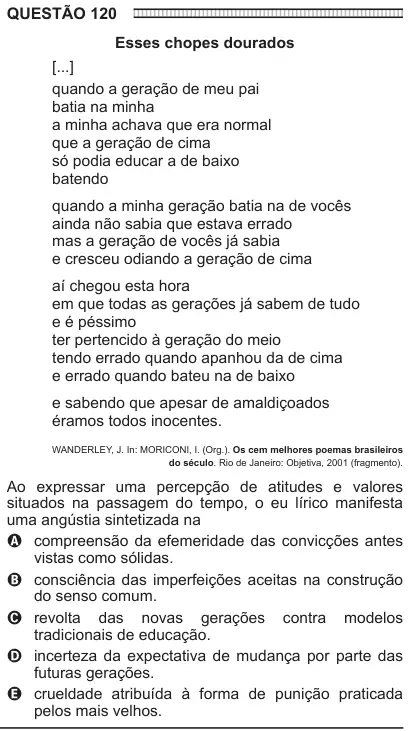 QUESTÃO 120
Esses chopes dourados
[...]
quando a geração de meu pai
batia na minha
a minha achava que era normal
que a geração de cima
só podia educar a de baixo
batendo
quando a minha geração batia na de vocês
ainda não sabia que estava errado
mas a geração de vocês já sabia
e cresceu odiando a geração de cima
aí chegou esta hora
em que todas as gerações já sabem de tudo
e é péssimo
ter pertencido à geração do meio
tendo errado quando apanhou da de cima
e errado quando bateu na de baixo
e sabendo que apesar de amaldiçoados
éramos todos inocentes.
WANDERLEY, J. In: MORICONI, I. (Org.). Os cem melhores poemas brasileiros
do século. Rio de Janeiro: Objetiva, 2001 (fragmento).
Ao expressar uma percepção de atitudes e valores
situados na passagem do tempo, o eu lírico manifesta
uma angústia sintetizada na
A compreensão da efemeridade das convicções antes
vistas como sólidas.
B consciência das imperfeições aceitas na construção
do senso comum.
C revolta das novas gerações contra modelos
tradicionais de educação.
D incerteza da expectativa de mudança por parte das
futuras gerações.
E crueldade atribuída à forma de punição praticada
pelos mais velhos.